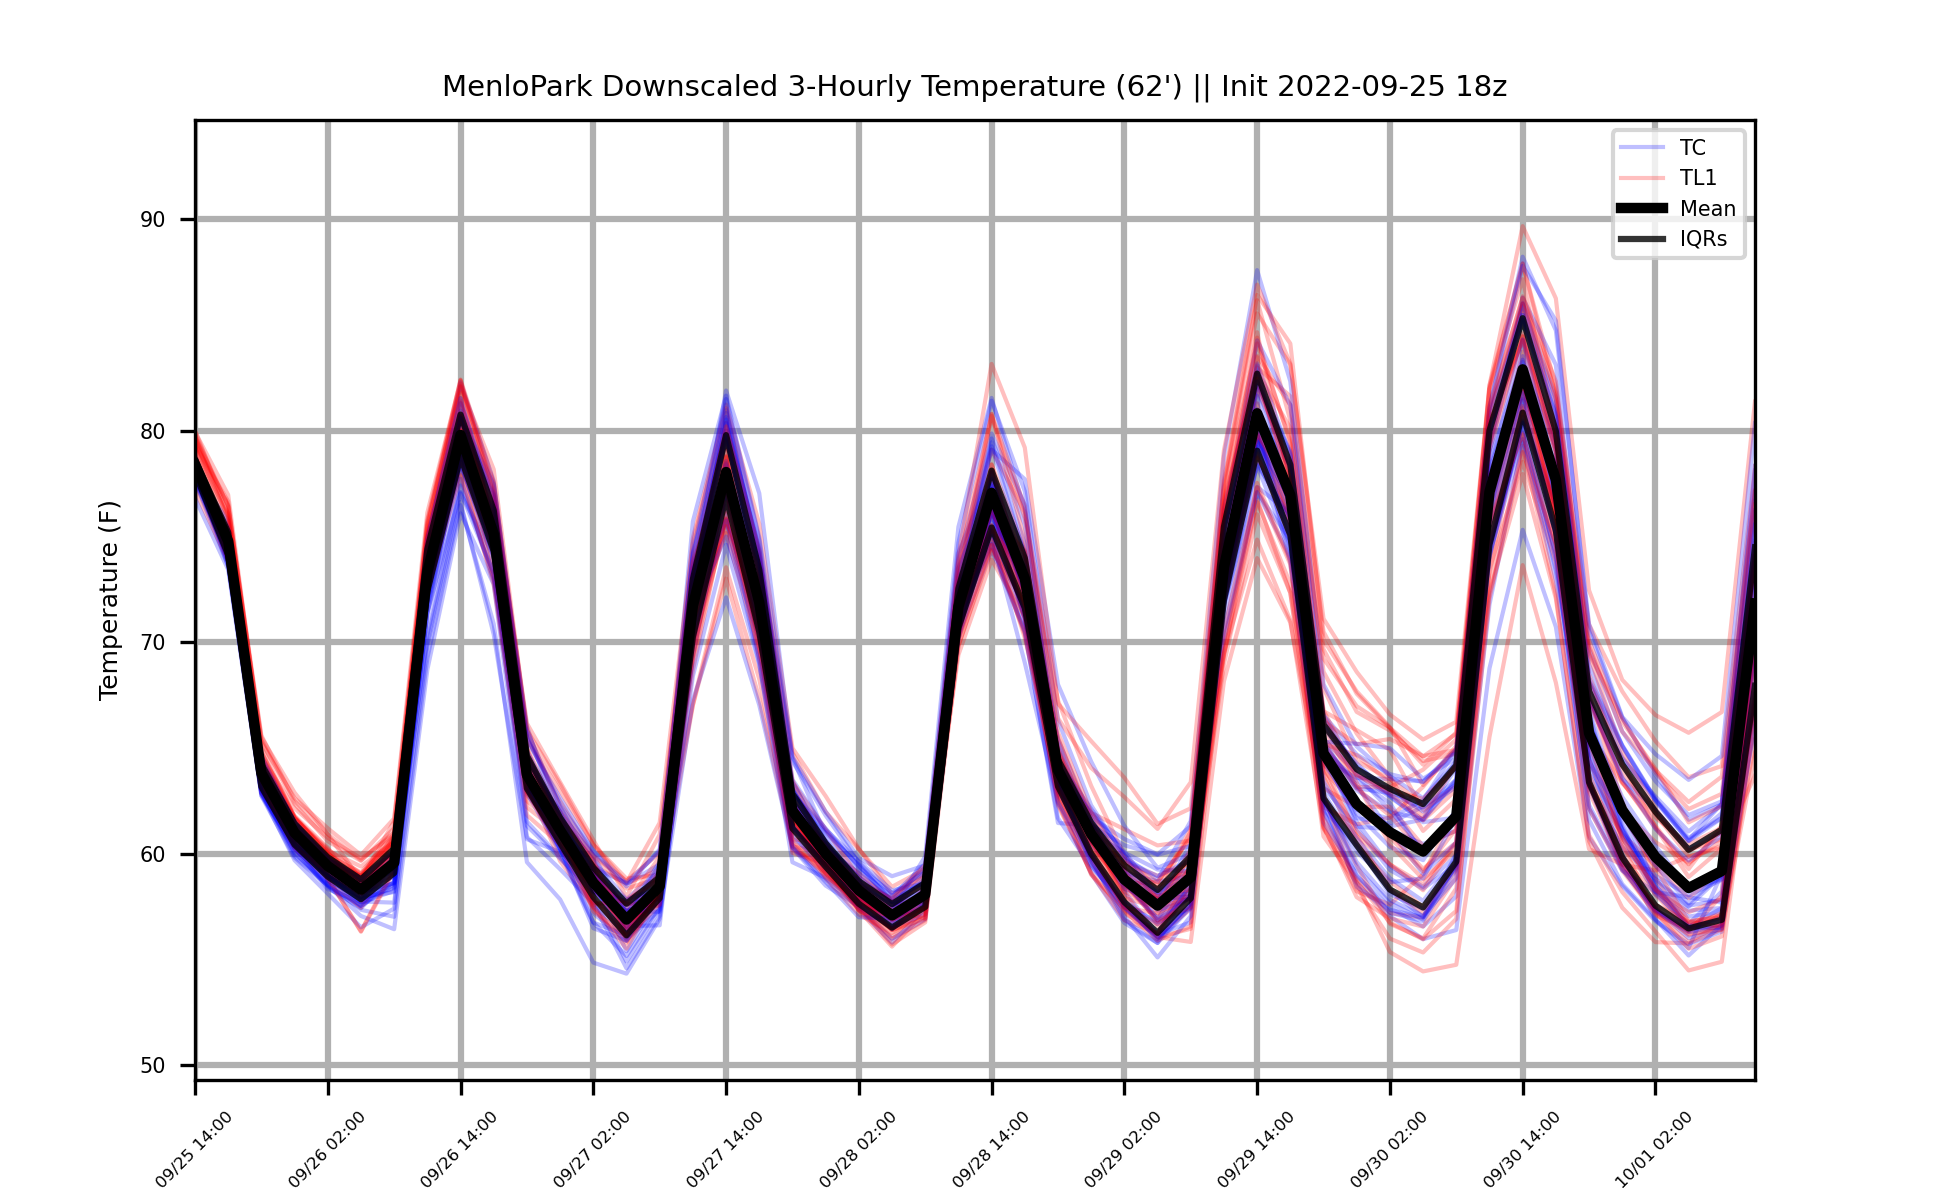 MenloPark Downscaled 3-Hourly Temperature (62') || Init 2022-09-25 18z
TC
TL1
Mean
IQRs
Temperature (F)
90
80
70
60
50
09/25 14:00
09/26 02:00
09/26 14:00
09/27 02:00
09/27 14:00
09/28 02:00
09/28 14:00
09/29 02:00
09/29 14:00
09/30 02:00
09/30 14:00
10/01 02:00